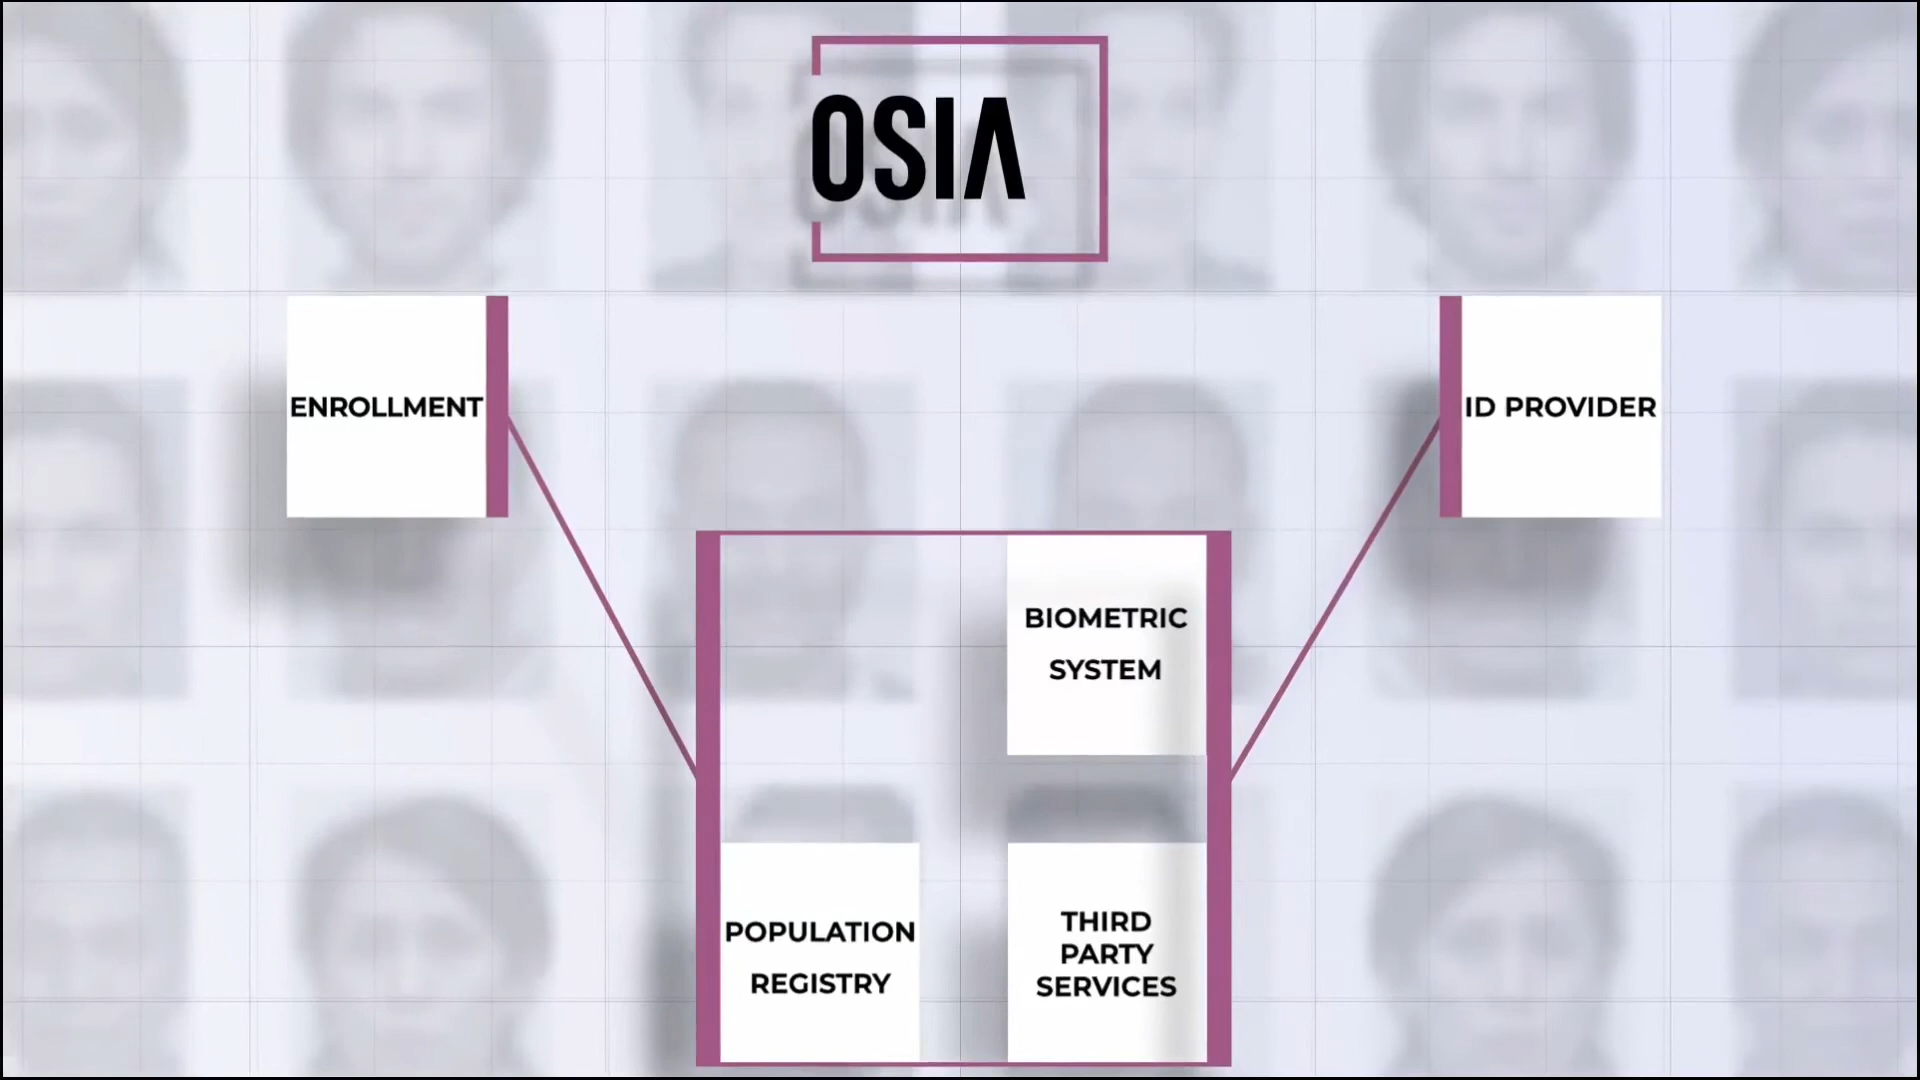 OSIA
ENROLLMENT
ID PROVIDER
BIOMETRIC
SYSTEM
POPULATION
REGISTRY
THIRD
PARTY
SERVICES